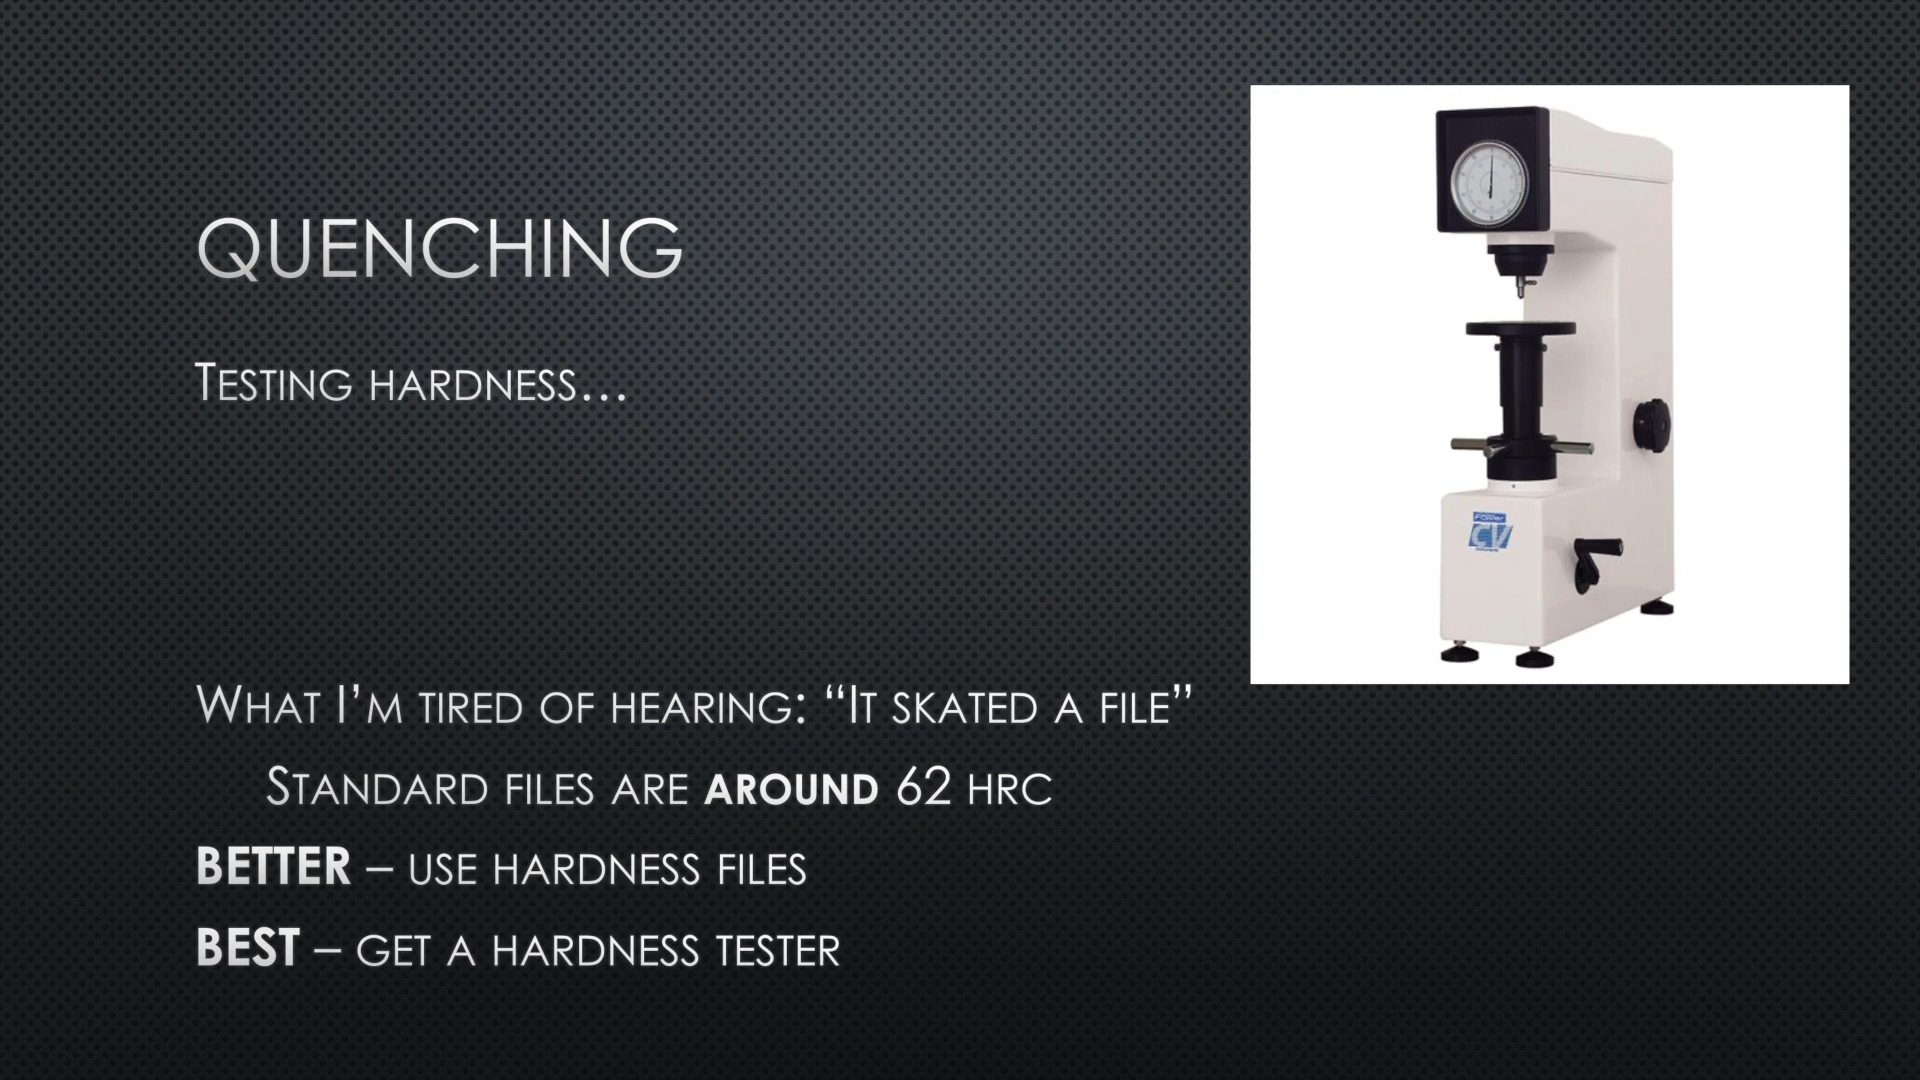 QUENCHING
TESTING HARDNESS…
WHAT I’M TIRED OF HEARING: “IT SKATED A FILE”
STANDARD FILES ARE AROUND 62 HRC
BETTER – USE HARDNESS FILES
BEST – GET A HARDNESS TESTER
Fowler
CV